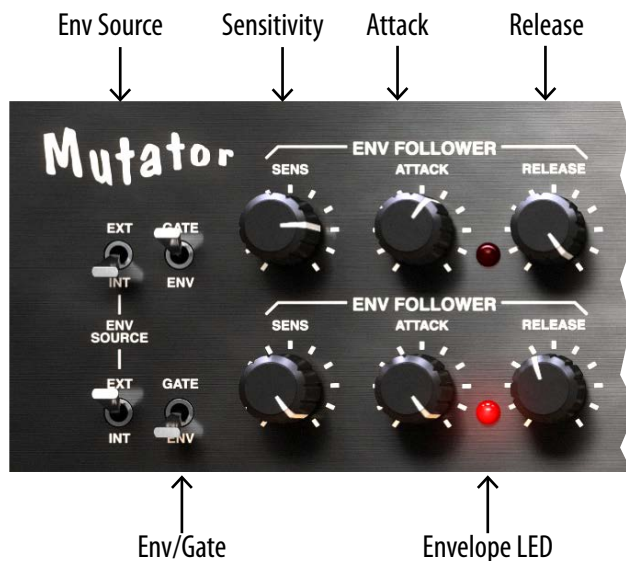 Env Source Sensitivity Attack Release
Mutator
ENV FOLLOWER
SENS ATTACK RELEASE
EXT GATE
INT ENV
ENV
SOURCE
ENV FOLLOWER
SENS ATTACK RELEASE
EXT GATE
INT ENV
Env/Gate Envelope LED